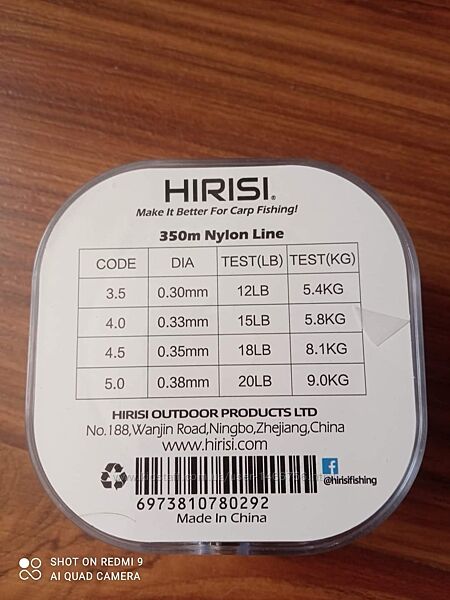 HIRISI®
Make It Better For Carp Fishing!
350m Nylon Line
CODE DIA TEST(LB) TEST(KG)
3.5 0.30mm 12LB 5.4KG
4.0 0.33mm 15LB 5.8KG
4.5 0.35mm 18LB 8.1KG
5.0 0.38mm 20LB 9.0KG
HIRISI OUTDOOR PRODUCTS LTD
No.188,Wanjin Road,Ningbo,Zhejiang,China
www.hirisi.com
f
@hirisifishing
6973810780292
Made In China
SHOT ON REDMI 9
AI QUAD CAMERA